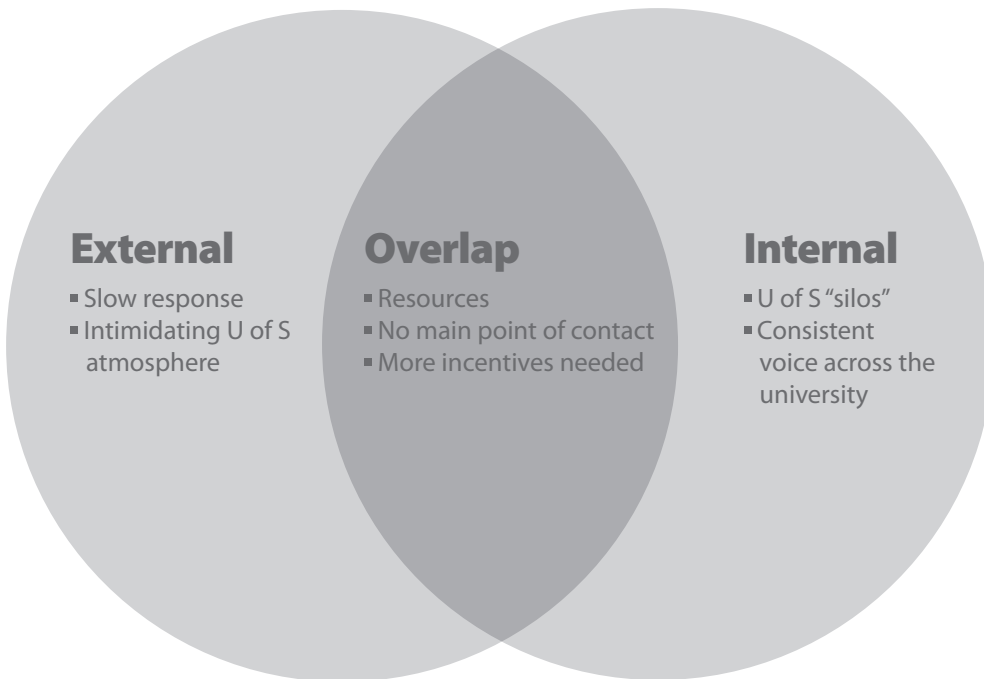 External
▪ Slow response
▪ Intimidating U of S
atmosphere
Overlap
▪ Resources
▪ No main point of contact
▪ More incentives needed
Internal
▪ U of S “silos”
▪ Consistent
voice across the
university